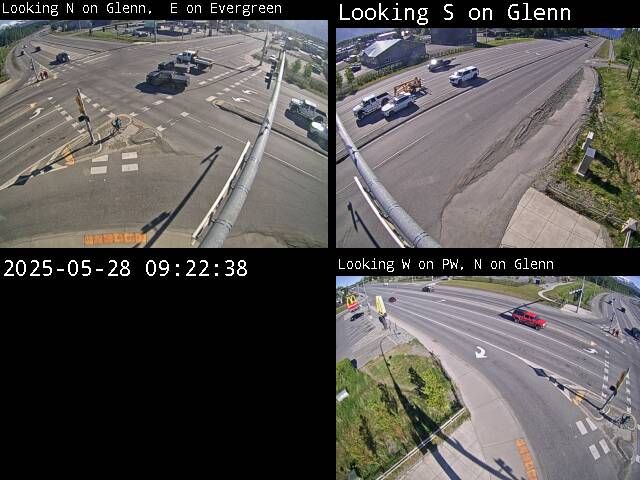 Looking N on Glenn,  E on Evergreen
Looking S on Glenn
2025-05-28 09:22:38
Looking W on PW, N on Glenn